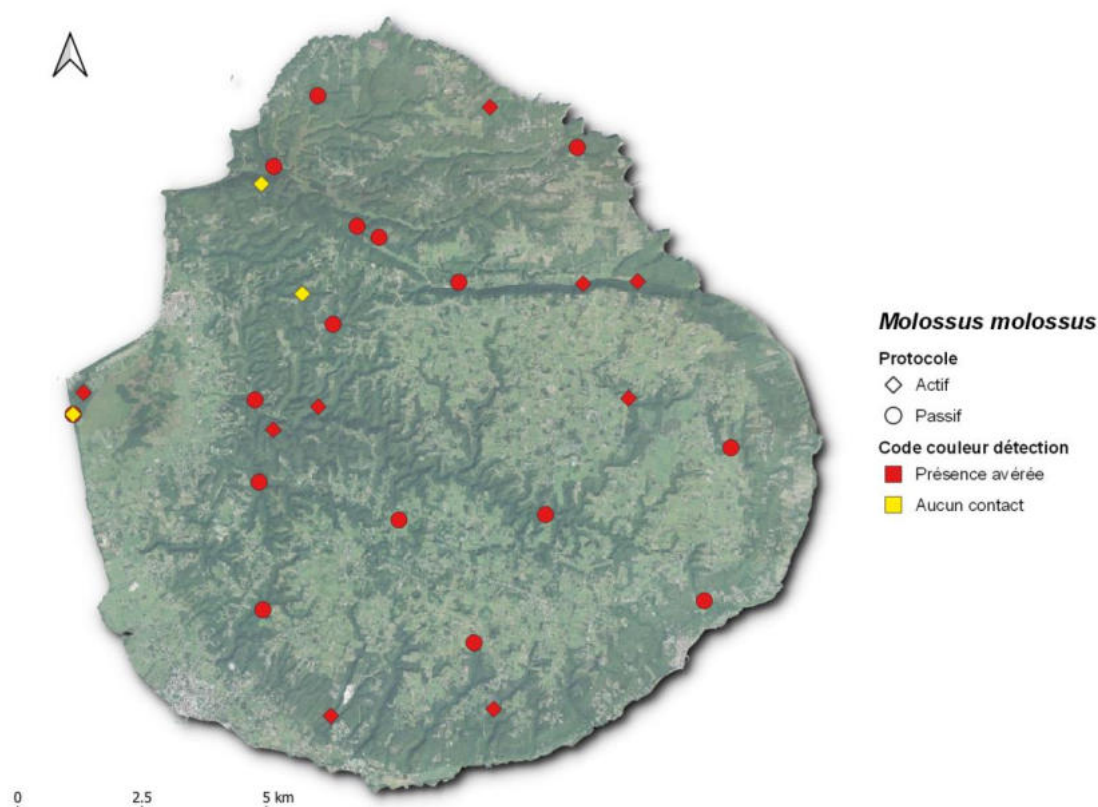 Molossus molossus
Protocole
Actif
Passif
Code couleur détection
Présence avérée
Aucun contact
0 2.5 5 km